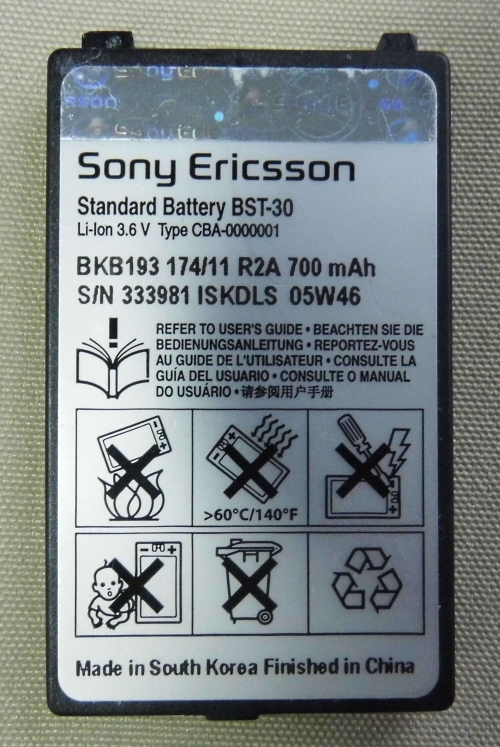 Sony Ericsson
Sony Ericsson
Standard Battery BST-30
Li-Ion 3.6 V Type CBA-0000001
BKB193 174/11 R2A 700 mAh
S/N 333981 ISKDLS 05W46
REFER TO USER'S GUIDE • BEACHTEN SIE DIE
BEDIENUNGSANLEITUNG • REPORTEZ-VOUS
AU GUIDE DE L'UTILISATEUR • CONSULTE LA
GUÍA DEL USUARIO • CONSULTE O MANUAL
DO USUÁRIO • 请参阅用户手册
>60°C/140°F
Made in South Korea Finished in China